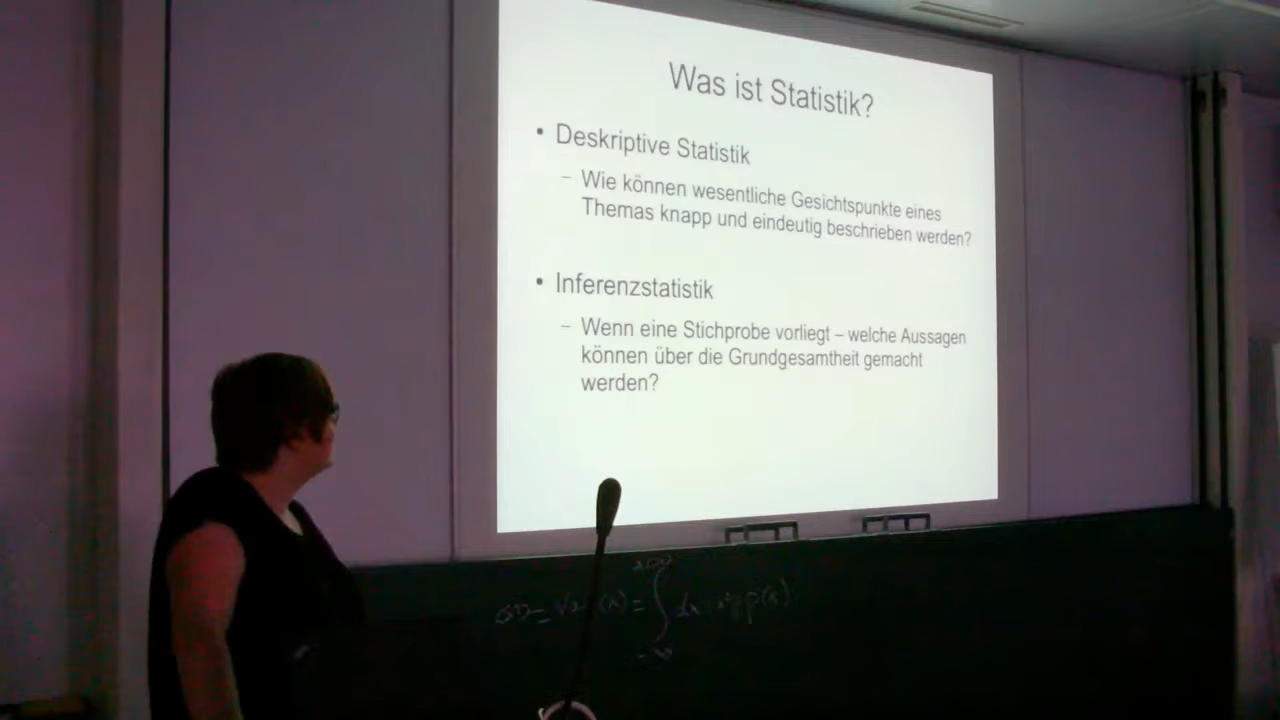 Was ist Statistik?
• Deskriptive Statistik
– Wie können wesentliche Gesichtspunkte eines
Themas knapp und eindeutig beschrieben werden?
• Inferenzstatistik
– Wenn eine Stichprobe vorliegt – welche Aussagen
können über die Grundgesamtheit gemacht
werden?